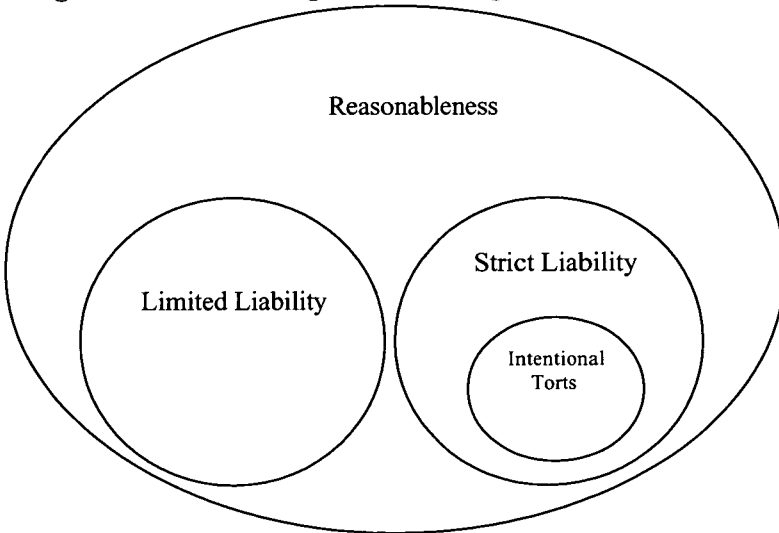 Reasonableness
Limited Liability
Strict Liability
Intentional
Torts